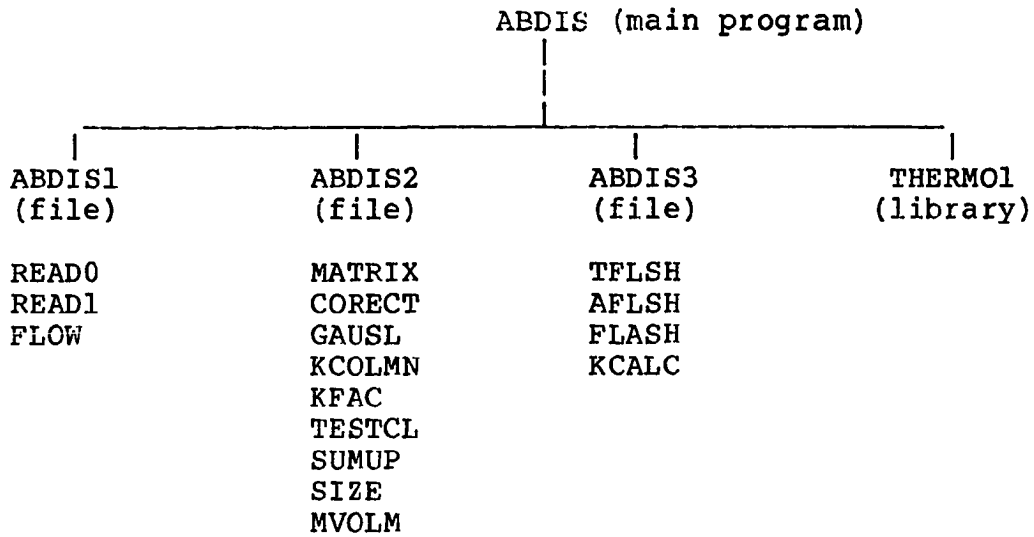 ABDIS (main program)
ABDIS1 ABDIS2 ABDIS3 THERMO1
(file) (file) (file) (library)
READ0 MATRIX TFLSH
READ1 CORECT AFLSH
FLOW GAUSL FLASH
KCOLMN KCALC
KFAC
TESTCL
SUMUP
SIZE
MVOLM